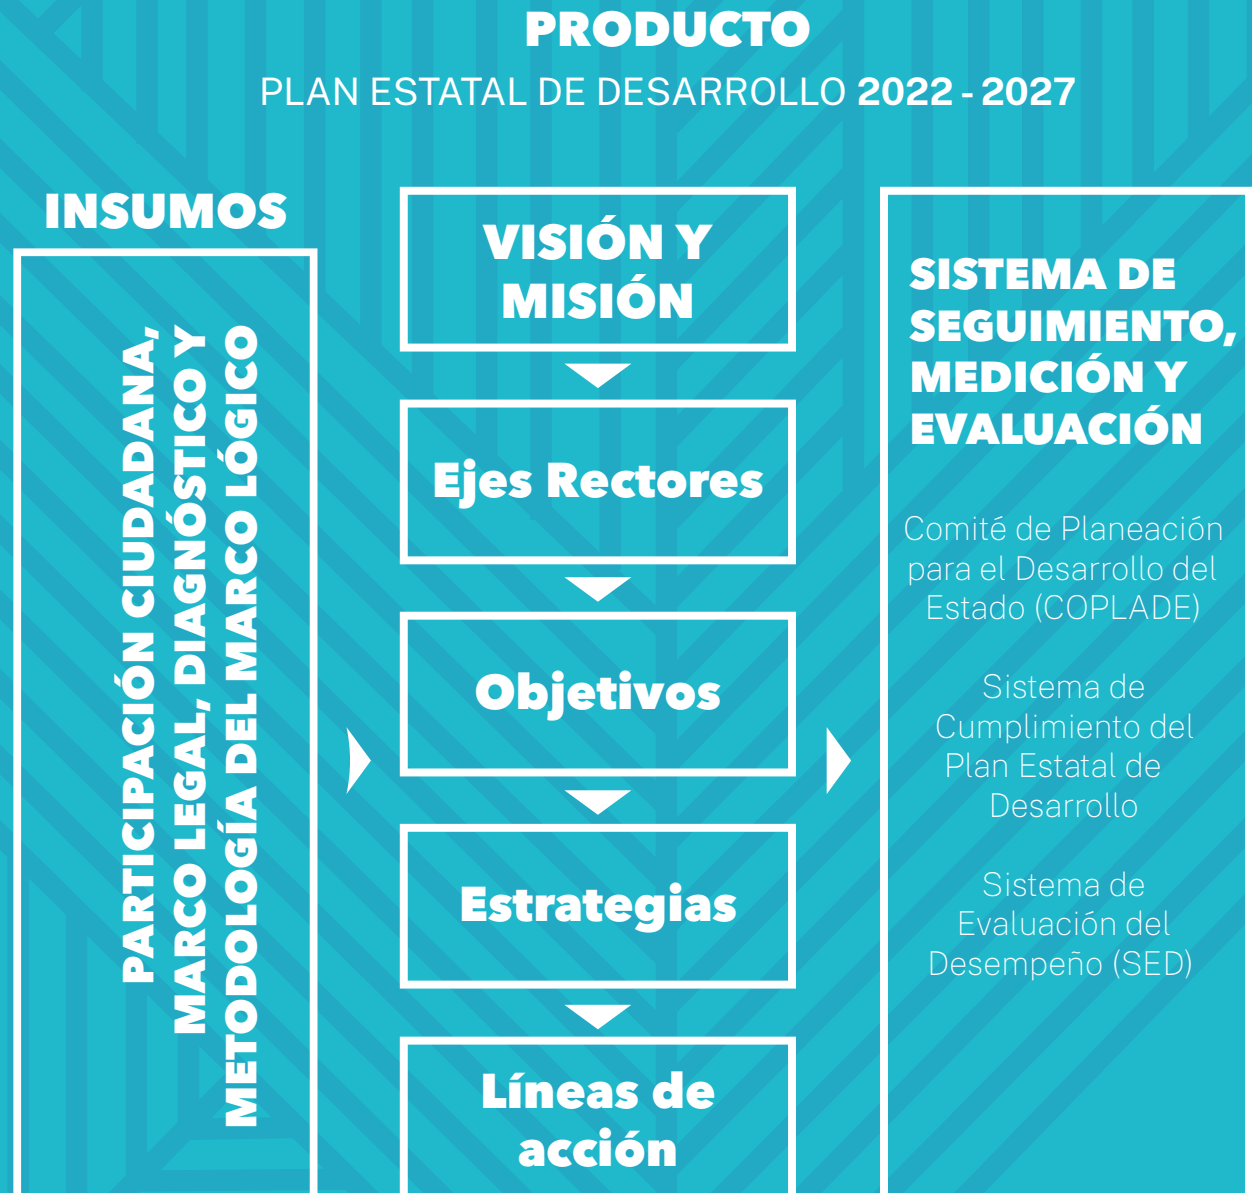 PRODUCTO
PLAN ESTATAL DE DESARROLLO 2022 - 2027
INSUMOS
PARTICIPACIÓN CIUDADANA,
MARCO LEGAL, DIAGNÓSTICO Y
METODOLOGÍA DEL MARCO LÓGICO
VISIÓN Y
MISIÓN
Ejes Rectores
Objetivos
Estrategias
Líneas de
acción
SISTEMA DE
SEGUIMIENTO,
MEDICIÓN Y
EVALUACIÓN
Comité de Planeación
para el Desarrollo del
Estado (COPLADE)
Sistema de
Cumplimiento del
Plan Estatal de
Desarrollo
Sistema de
Evaluación del
Desempeño (SED)